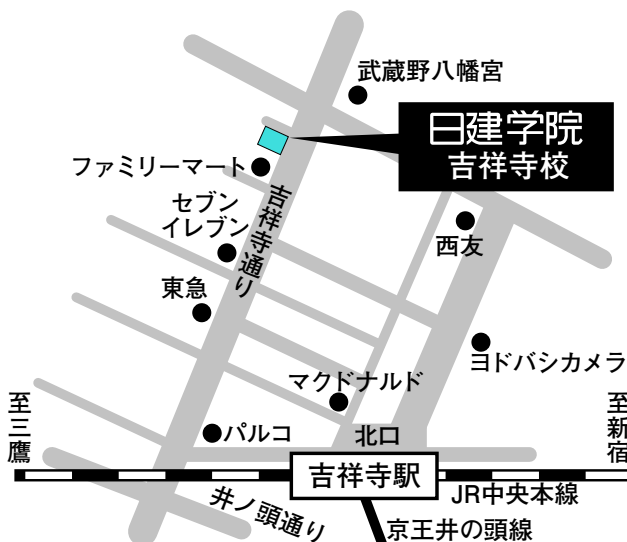 武蔵野八幡宮
日建学院
吉祥寺校
ファミリーマート
セブン
イレブン
吉祥寺通り
西友
東急
ヨドバシカメラ
マクドナルド
至三鷹
パルコ
北口
至新宿
吉祥寺駅
JR中央本線
井ノ頭通り
京王井の頭線